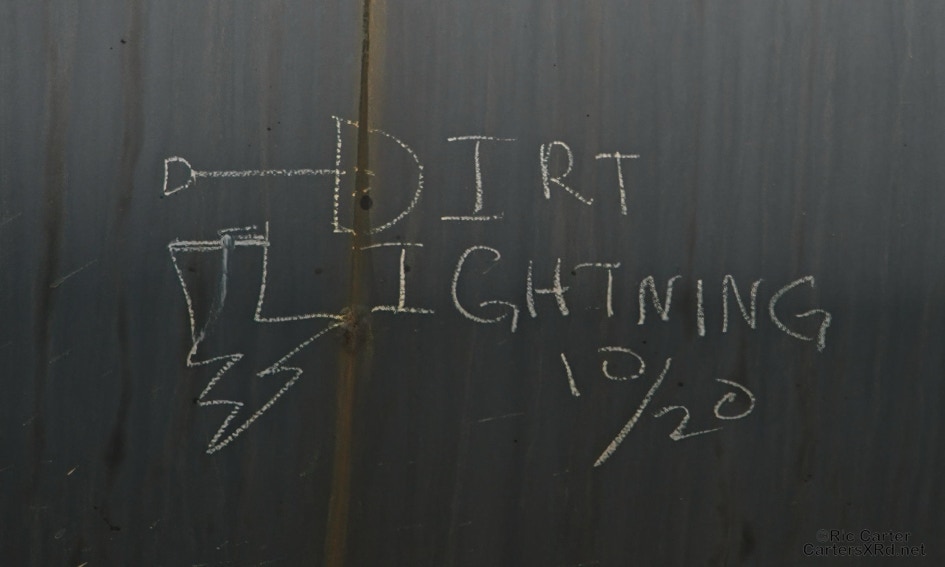 DIRT
LIGHTNING
10/20
©Ric Carter
CartersXRd.net